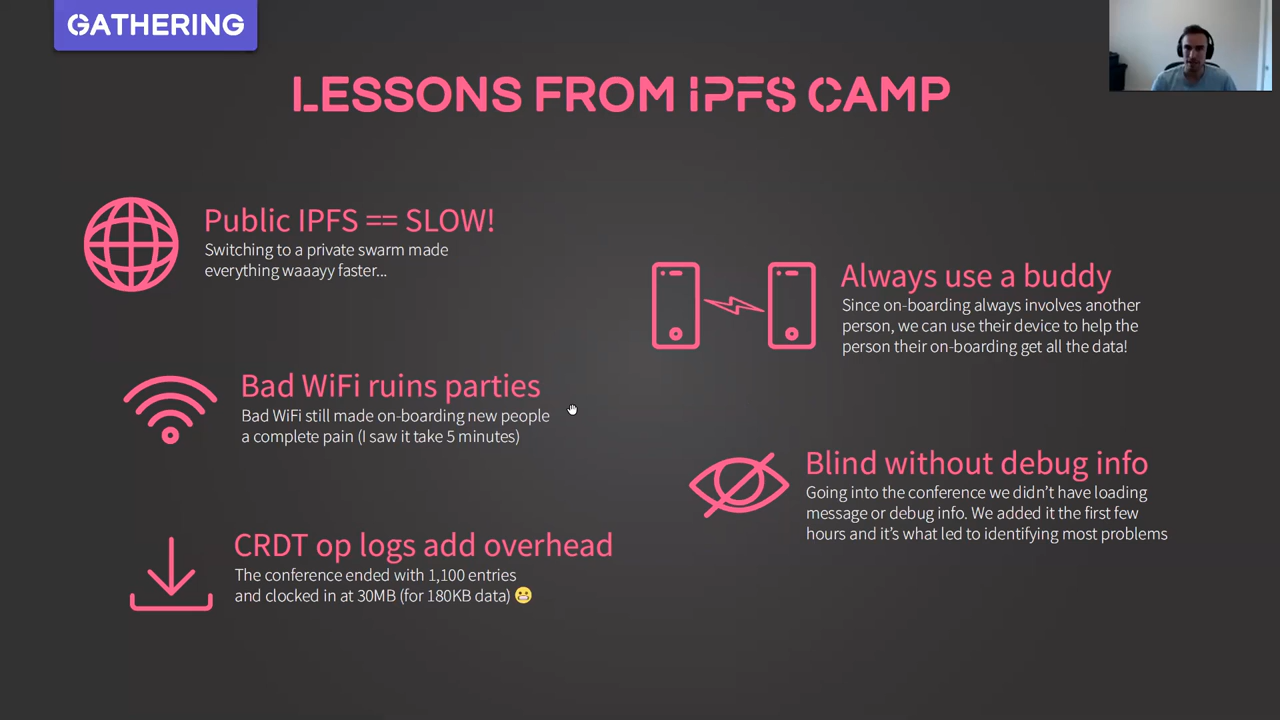 GATHERING
LESSONS FROM IPFS CAMP
Public IPFS == SLOW!
Switching to a private swarm made
everything waaayy faster...
Bad WiFi ruins parties
Bad WiFi still made on-boarding new people
a complete pain (I saw it take 5 minutes)
CRDT op logs add overhead
The conference ended with 1,100 entries
and clocked in at 30MB (for 180KB data) 😬
Always use a buddy
Since on-boarding always involves another
person, we can use their device to help the
person their on-boarding get all the data!
Blind without debug info
Going into the conference we didn’t have loading
message or debug info. We added it the first few
hours and it’s what led to identifying most problems